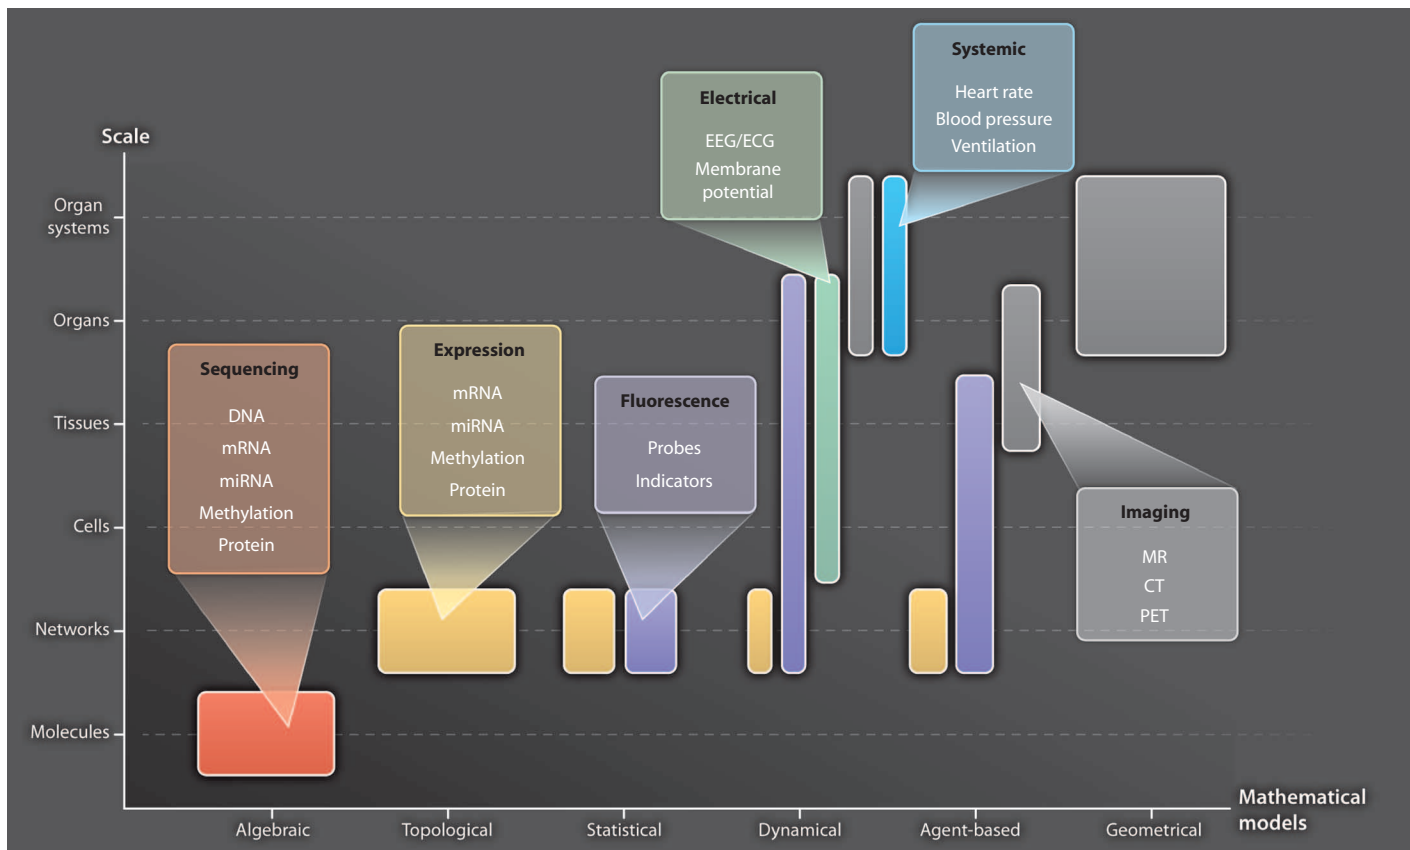 Systemic
Heart rate
Blood pressure
Ventilation
Electrical
EEG/ECG
Membrane
potential
Scale
Organ
systems
Organs
Tissues
Cells
Networks
Molecules
Sequencing
DNA
mRNA
miRNA
Methylation
Protein
Expression
mRNA
miRNA
Methylation
Protein
Fluorescence
Probes
Indicators
Imaging
MR
CT
PET
Algebraic
Topological
Statistical
Dynamical
Agent-based
Geometrical
Mathematical
models